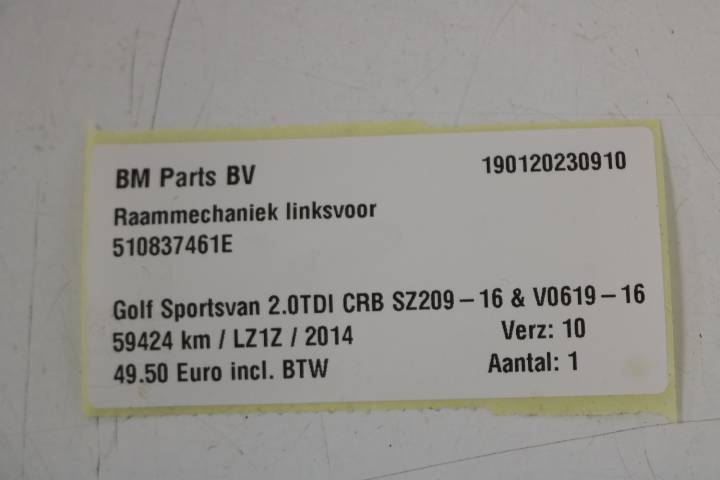 BM Parts BV 190120230910
Raammechaniek linksvoor
510837461E
Golf Sportsvan 2.0TDI CRB SZ209-16 & V0619-16
59424 km / LZ1Z / 2014 Verz: 10
49.50 Euro incl. BTW Aantal: 1